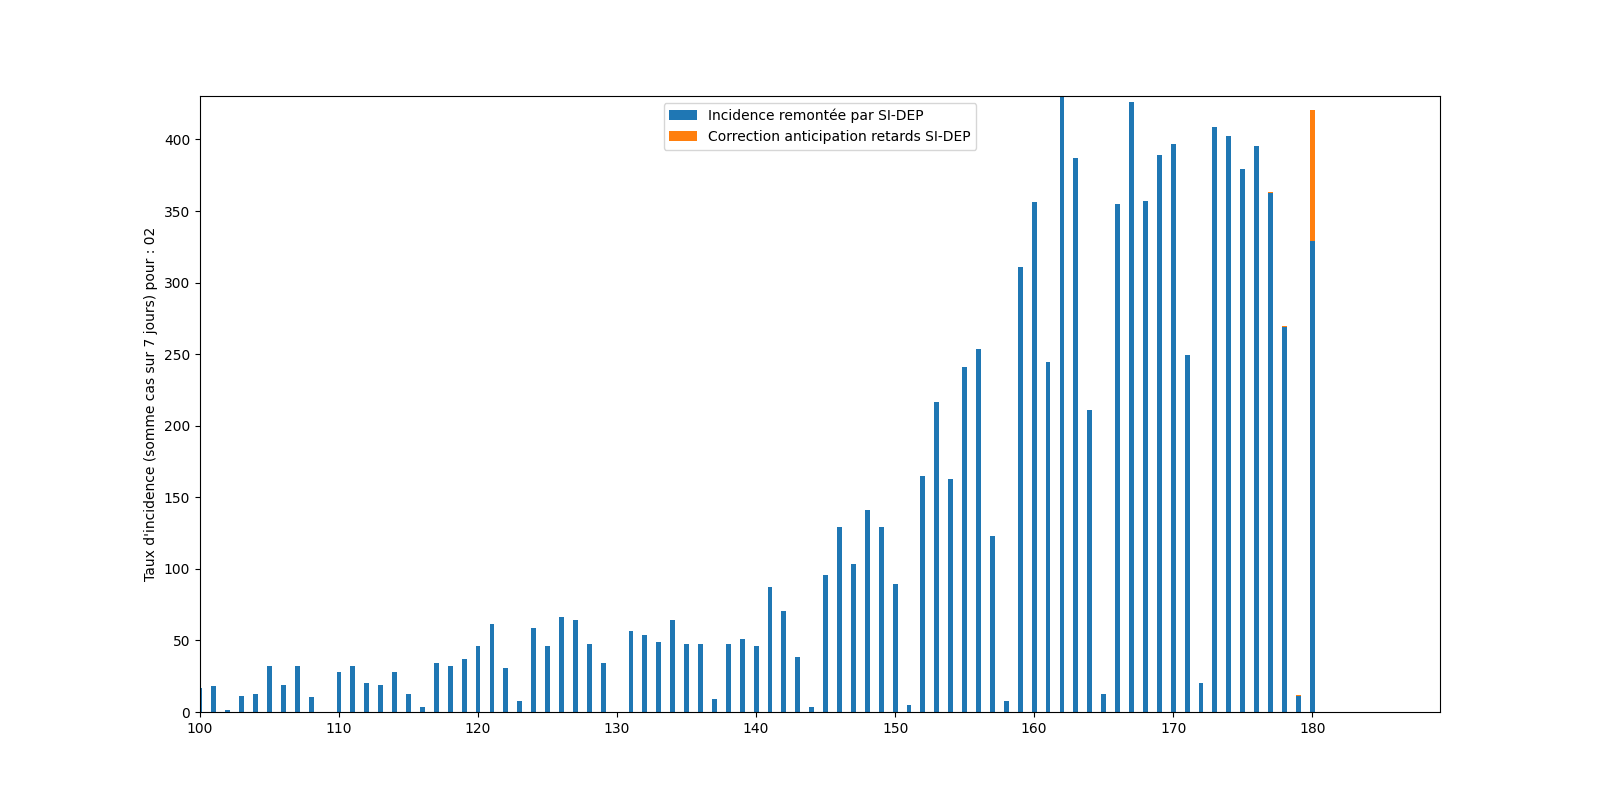 Incidence remontée par SI-DEP
Correction anticipation retards SI-DEP
Taux d'incidence (somme cas sur 7 jours) pour : 02
400
350
300
250
200
150
100
50
0
100 110 120 130 140 150 160 170 180